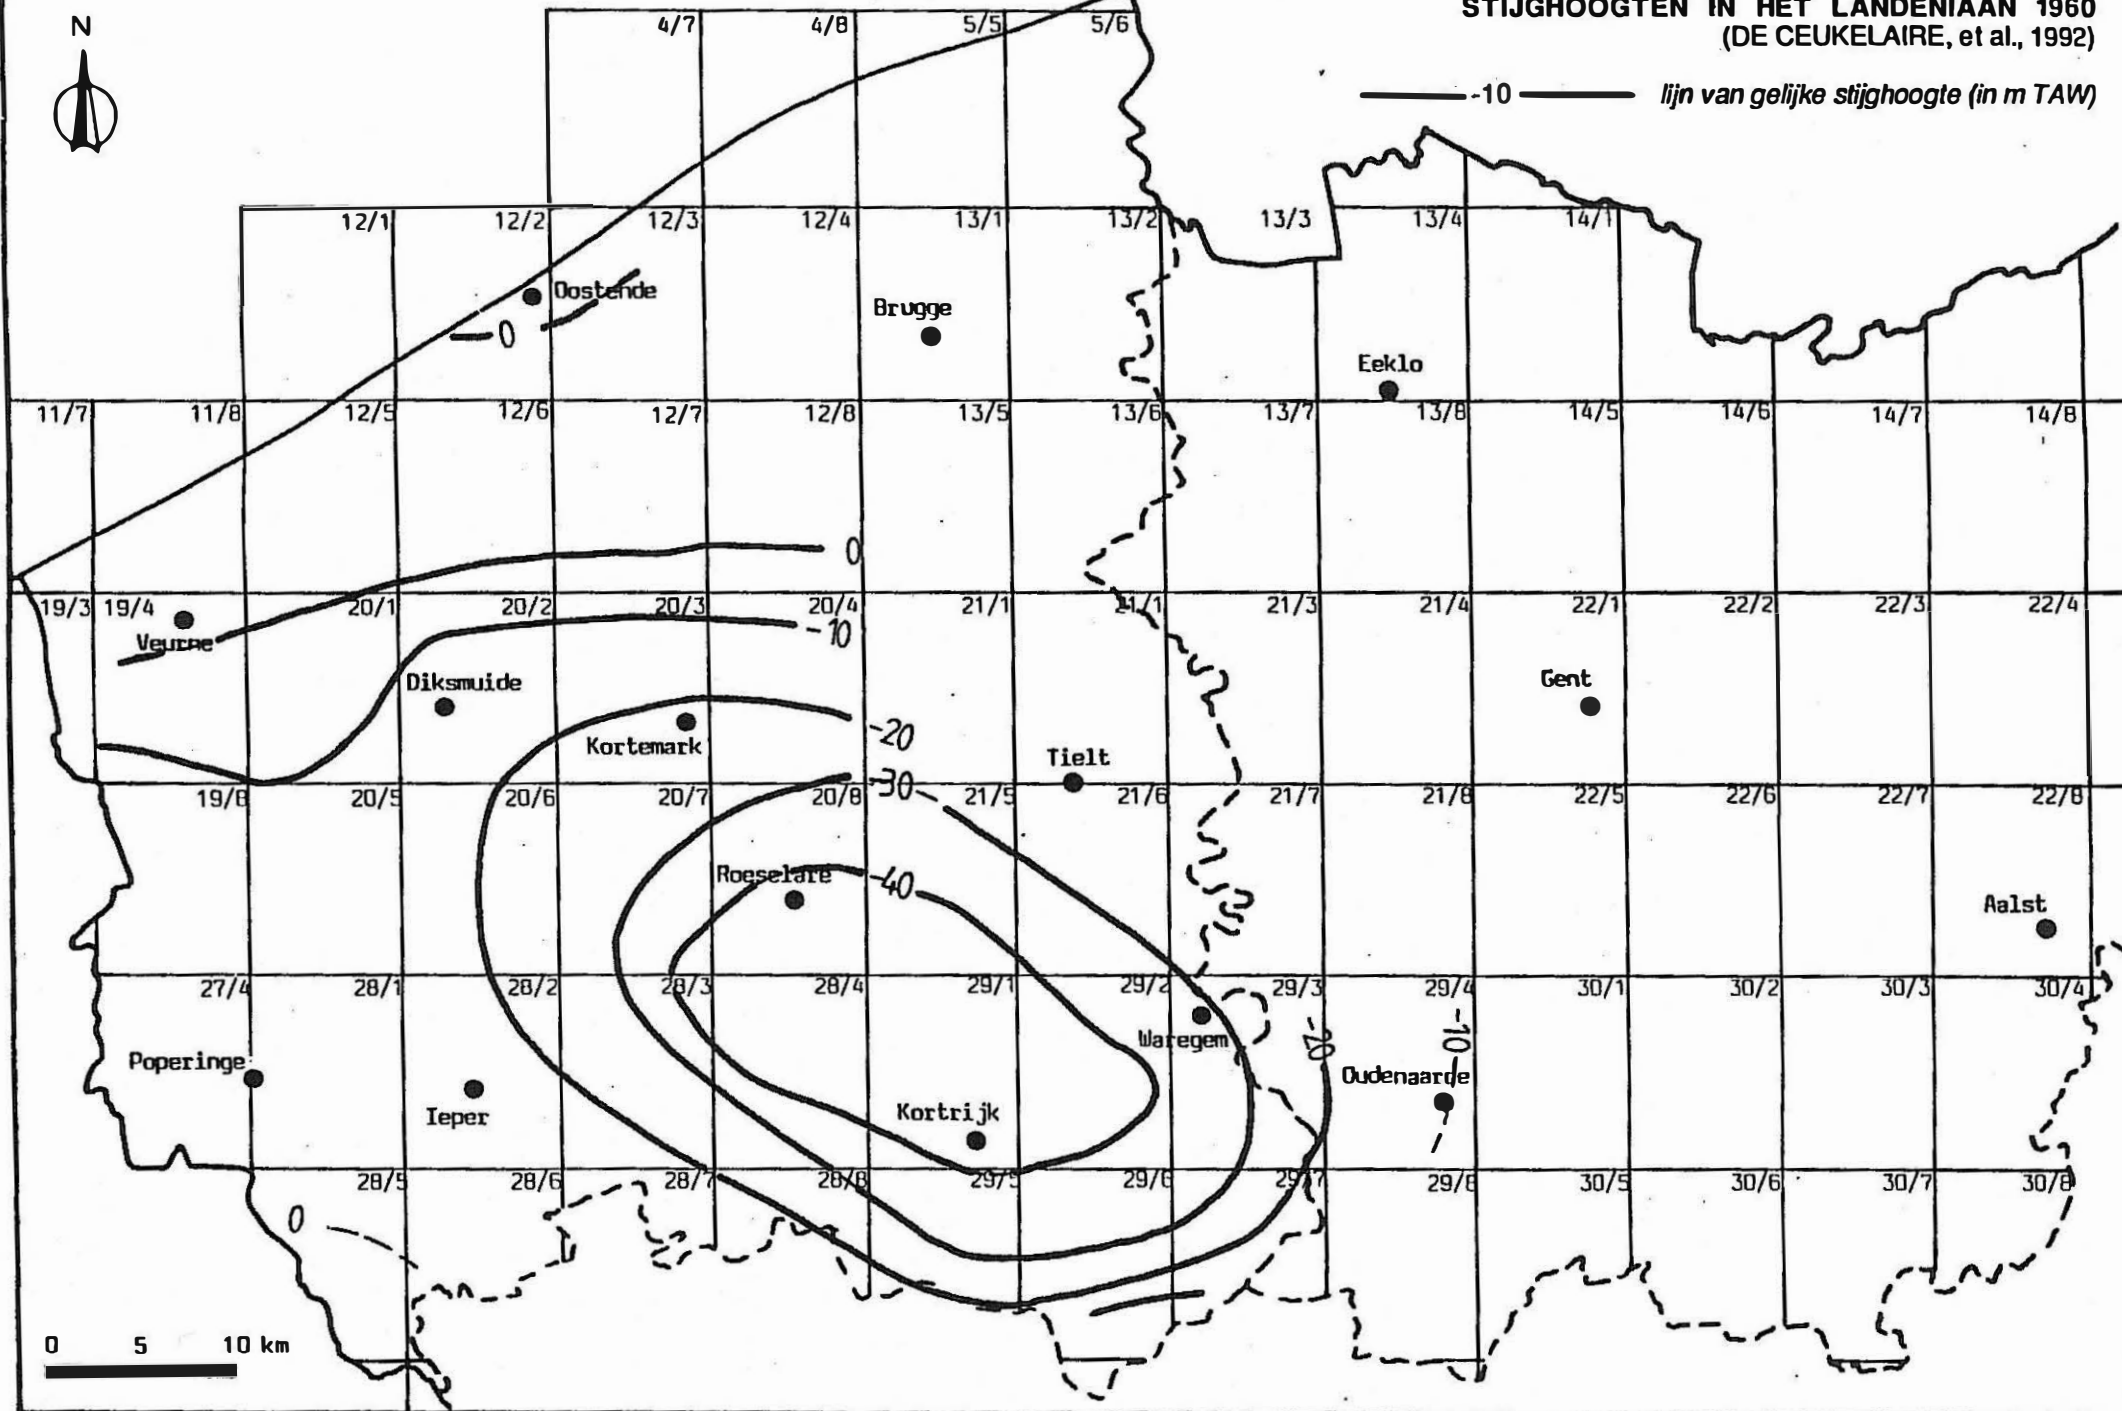 N
STIJGHOOGTEN IN HET LANDENIAAN 1960
(DE CEUKELAIRE, et al., 1992)
-10 lijn van gelijke stijghoogte (in m TAW)
4/7 4/8 5/5 5/6
12/1 12/2 12/3 12/4 13/1 13/2 13/3 13/4 14/1
Oostende
0
Brugge
Eeklo
11/7 11/8 12/5 12/6 12/7 12/8 13/5 13/6 13/7 13/8 14/5 14/6 14/7 14/8
0
19/3 19/4 20/1 20/2 20/3 20/4 21/1 21/1 21/3 21/4 22/1 22/2 22/3 22/4
Veurne
-10
Diksmuide
Gent
Kortemark
-20
Tielt
-30
19/8 20/5 20/6 20/7 20/8 21/5 21/6 21/7 21/8 22/5 22/6 22/7 22/8
Roeselare
-40
Aalst
27/4 28/1 28/2 28/3 28/4 29/1 29/2 29/3 29/4 30/1 30/2 30/3 30/4
-20
-10
Waregem
Poperinge
Oudenaarde
Ieper
Kortrijk
28/5 28/6 28/7 28/8 29/5 29/6 29/7 29/8 30/5 30/6 30/7 30/8
0
0 5 10 km